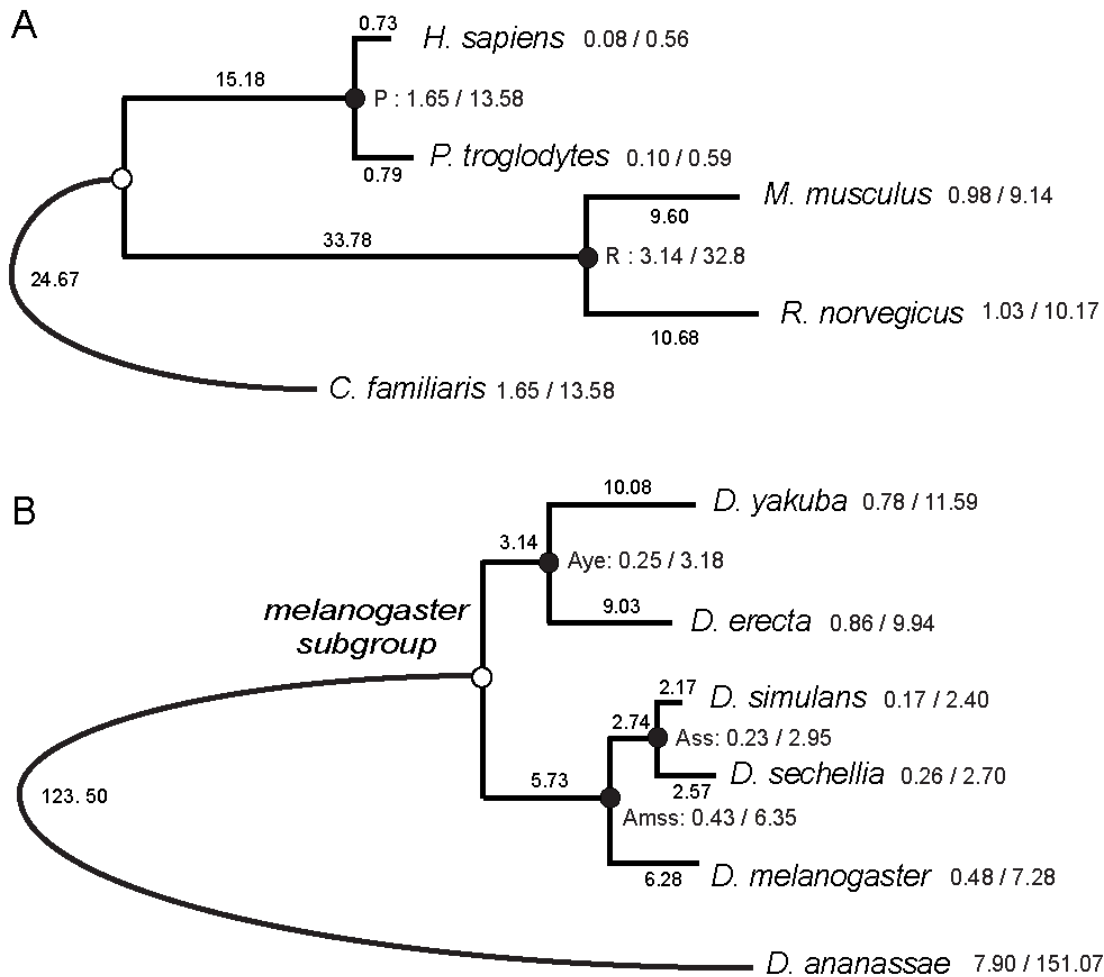 A
0.73
H. sapiens 0.08 / 0.56
15.18
P : 1.65 / 13.58
P. troglodytes 0.10 / 0.59
0.79
M. musculus 0.98 / 9.14
9.60
33.78
R : 3.14 / 32.8
24.67
R. norvegicus 1.03 / 10.17
10.68
C. familiaris 1.65 / 13.58
B
10.08
D. yakuba 0.78 / 11.59
3.14
Aye: 0.25 / 3.18
melanogaster
subgroup
9.03
D. erecta 0.86 / 9.94
2.17
D. simulans 0.17 / 2.40
2.74
Ass: 0.23 / 2.95
D. sechellia 0.26 / 2.70
2.57
5.73
123. 50
Amss: 0.43 / 6.35
6.28
D. melanogaster 0.48 / 7.28
D. ananassae 7.90 / 151.07